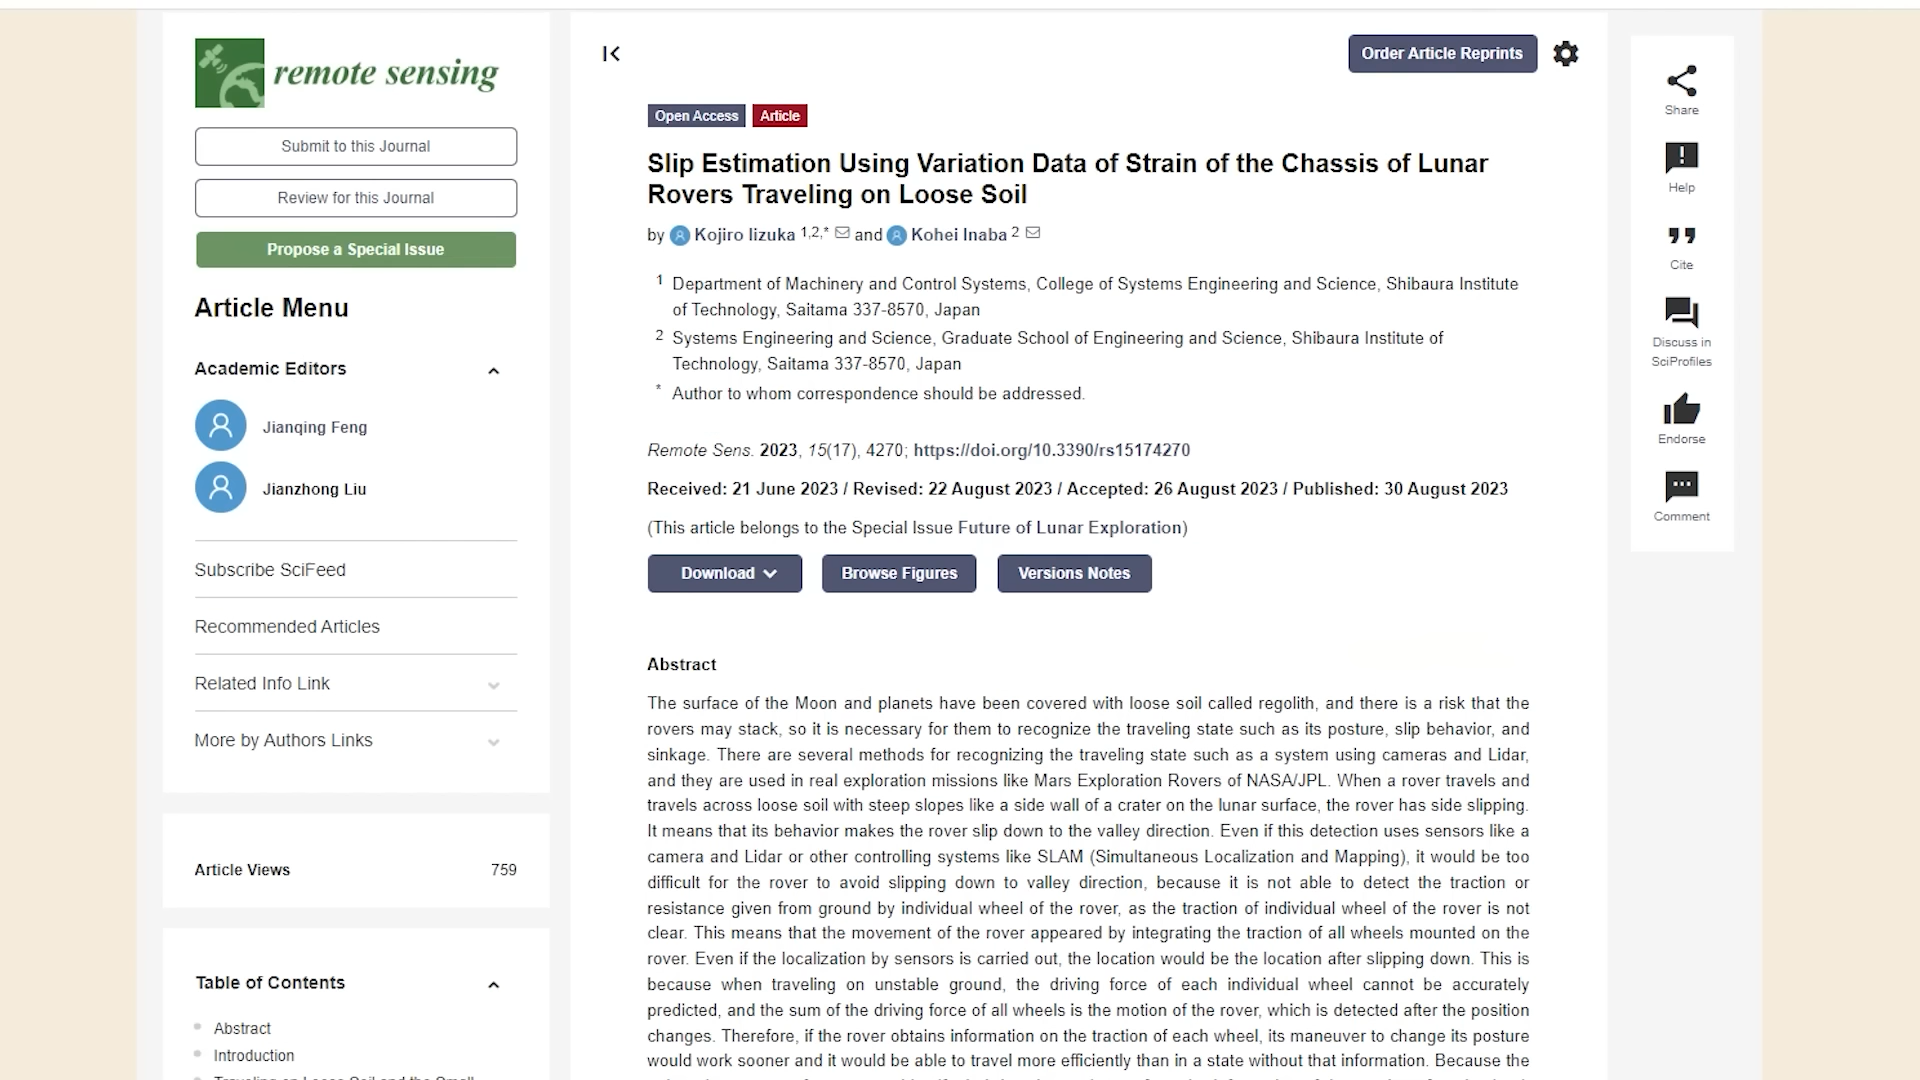 remote sensing
Submit to this Journal
Review for this Journal
Propose a Special Issue
Article Menu
Academic Editors
Jianqing Feng
Jianzhong Liu
Subscribe SciFeed
Recommended Articles
Related Info Link
More by Authors Links
Article Views 759
Table of Contents
Abstract
Introduction
Traveling on Loose Soil and the Small
Order Article Reprints
Open Access Article
Slip Estimation Using Variation Data of Strain of the Chassis of Lunar
Rovers Traveling on Loose Soil
by Kojiro Iizuka 1,2,* and Kohei Inaba 2
1 Department of Machinery and Control Systems, College of Systems Engineering and Science, Shibaura Institute
of Technology, Saitama 337-8570, Japan
2 Systems Engineering and Science, Graduate School of Engineering and Science, Shibaura Institute of
Technology, Saitama 337-8570, Japan
* Author to whom correspondence should be addressed.
Remote Sens. 2023, 15(17), 4270; https://doi.org/10.3390/rs15174270
Received: 21 June 2023 / Revised: 22 August 2023 / Accepted: 26 August 2023 / Published: 30 August 2023
(This article belongs to the Special Issue Future of Lunar Exploration)
Download
Browse Figures
Versions Notes
Abstract
The surface of the Moon and planets have been covered with loose soil called regolith, and there is a risk that the
rovers may stack, so it is necessary for them to recognize the traveling state such as its posture, slip behavior, and
sinkage. There are several methods for recognizing the traveling state such as a system using cameras and Lidar,
and they are used in real exploration missions like Mars Exploration Rovers of NASA/JPL. When a rover travels and
travels across loose soil with steep slopes like a side wall of a crater on the lunar surface, the rover has side slipping.
It means that its behavior makes the rover slip down to the valley direction. Even if this detection uses sensors like a
camera and Lidar or other controlling systems like SLAM (Simultaneous Localization and Mapping), it would be too
difficult for the rover to avoid slipping down to valley direction, because it is not able to detect the traction or
resistance given from ground by individual wheel of the rover, as the traction of individual wheel of the rover is not
clear. This means that the movement of the rover appeared by integrating the traction of all wheels mounted on the
rover. Even if the localization by sensors is carried out, the location would be the location after slipping down. This is
because when traveling on unstable ground, the driving force of each individual wheel cannot be accurately
predicted, and the sum of the driving force of all wheels is the motion of the rover, which is detected after the position
changes. Therefore, if the rover obtains information on the traction of each wheel, its maneuver to change its posture
would work sooner and it would be able to travel more efficiently than in a state without that information. Because the
Share
Help
Cite
Discuss in
SciProfiles
Endorse
Comment